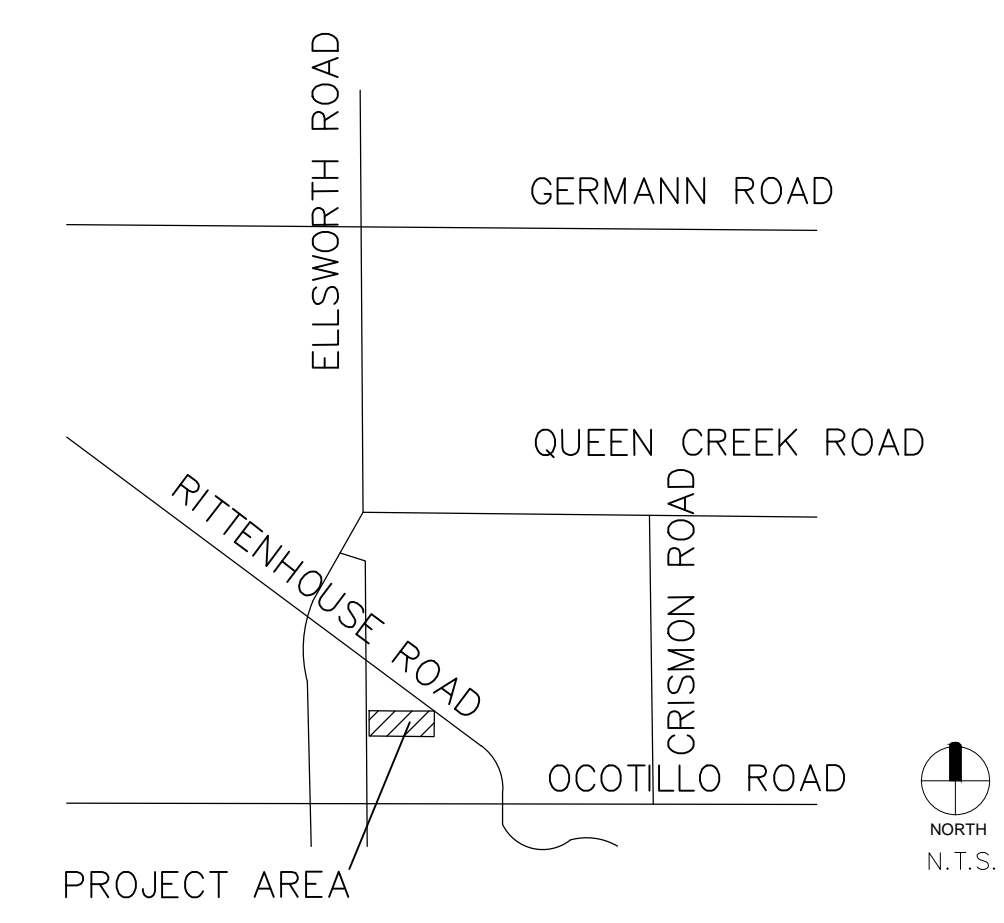 ELLSWORTH ROAD
GERMANN ROAD
QUEEN CREEK ROAD
RITTENHOUSE ROAD
CRISMON ROAD
OCOTILLO ROAD
NORTH
N.T.S.
PROJECT AREA